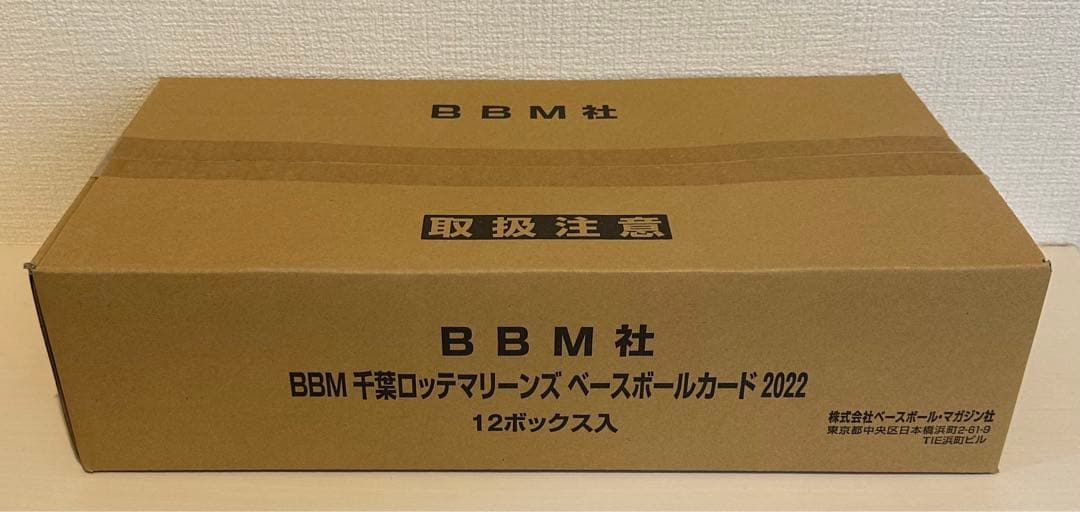 BBM社
取扱注意
BBM社
BBM 千葉ロッテマリーンズ ベースボールカード 2022
12ボックス入
株式会社ベースボール・マガジン社
東京都中央区日本橋浜町2-61-9
TIE浜町ビル